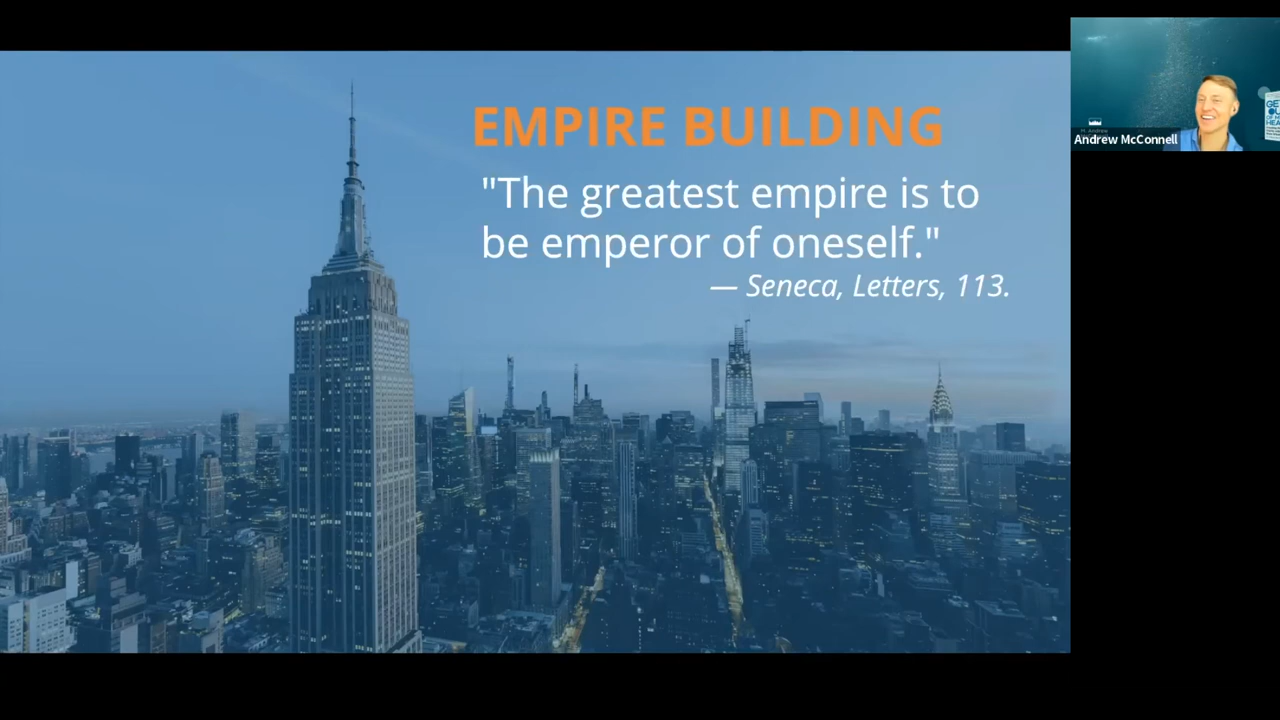 EMPIRE BUILDING
"The greatest empire is to
be emperor of oneself."
— Seneca, Letters, 113.
Andrew McConnell